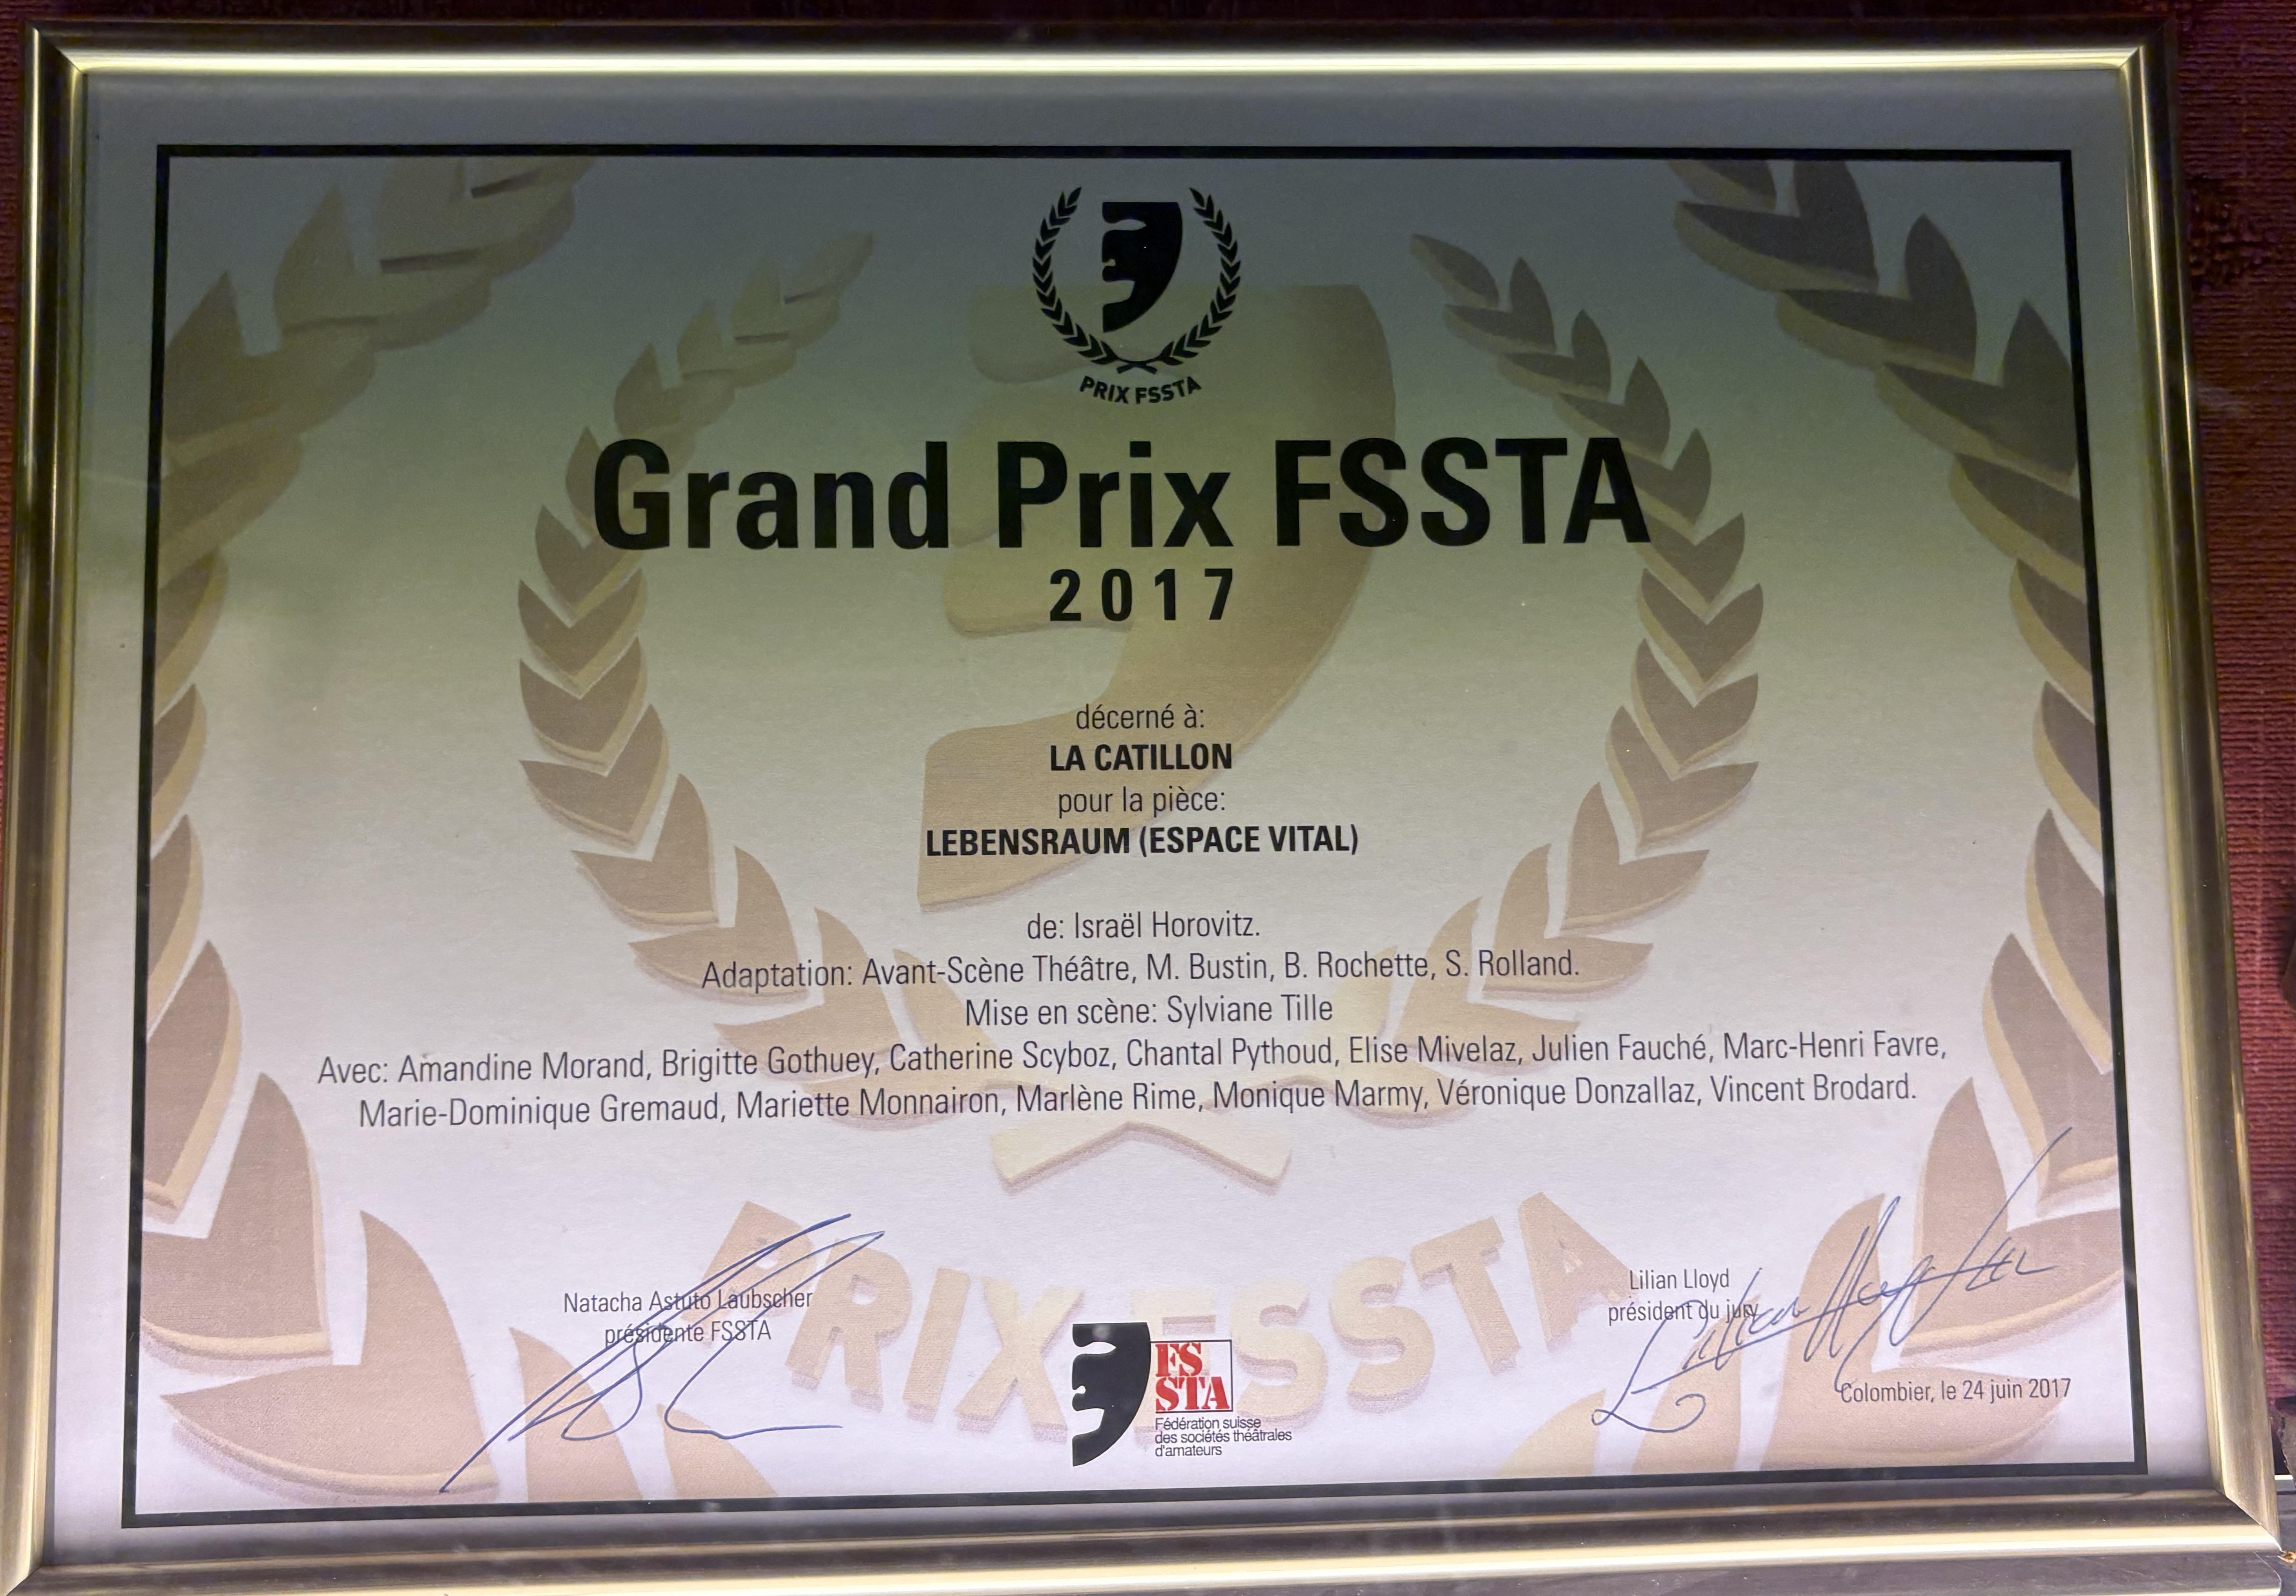 PRIX FSSTA
Grand Prix FSSTA
2017
décerné à:
LA CATILLON
pour la pièce:
LEBENSRAUM (ESPACE VITAL)
de: Israël Horovitz.
Adaptation: Avant-Scène Théâtre, M. Bustin, B. Rochette, S. Rolland.
Mise en scène: Sylviane Tille
Avec: Amandine Morand, Brigitte Gothuey, Catherine Scyboz, Chantal Pythoud, Elise Mivelaz, Julien Fauché, Marc-Henri Favre,
Marie-Dominique Gremaud, Mariette Monnairon, Marlène Rime, Monique Marmy, Véronique Donzallaz, Vincent Brodard.
PRIX FSSTA
Natacha Astuto Laubscher
présidente FSSTA
Lilian Lloyd
président du jury
FS
STA
Fédération suisse
des sociétés théâtrales
d'amateurs
Colombier, le 24 juin 2017